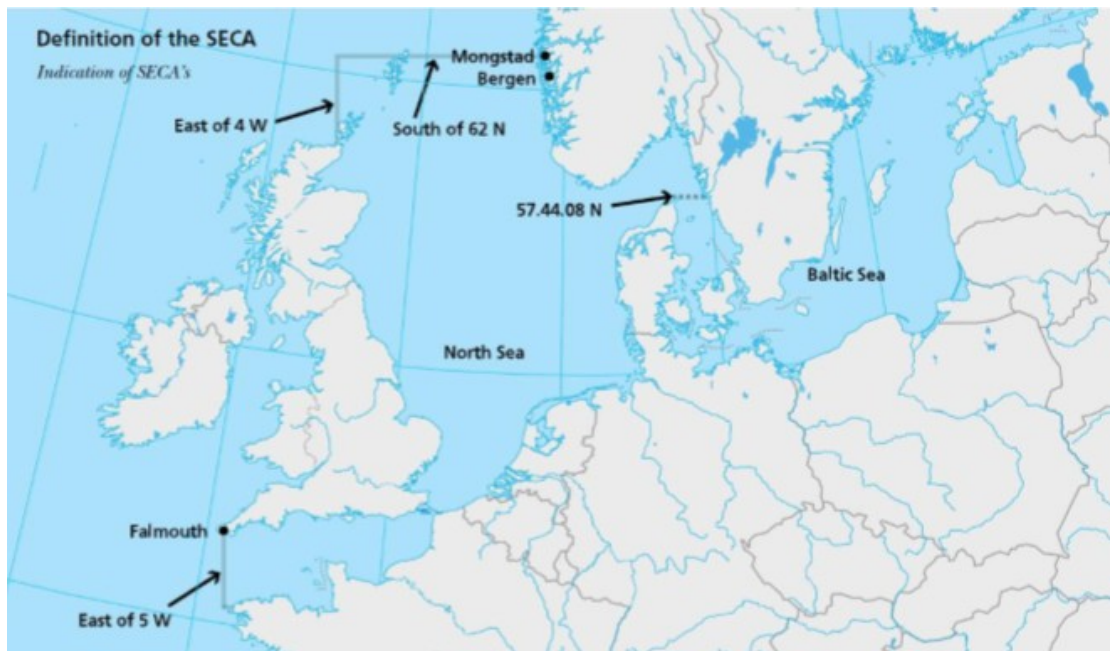 Definition of the SECA
Indication of SECA's
Mongstad
Bergen
East of 4 W
South of 62 N
57.44.08 N
Baltic Sea
North Sea
Falmouth
East of 5 W